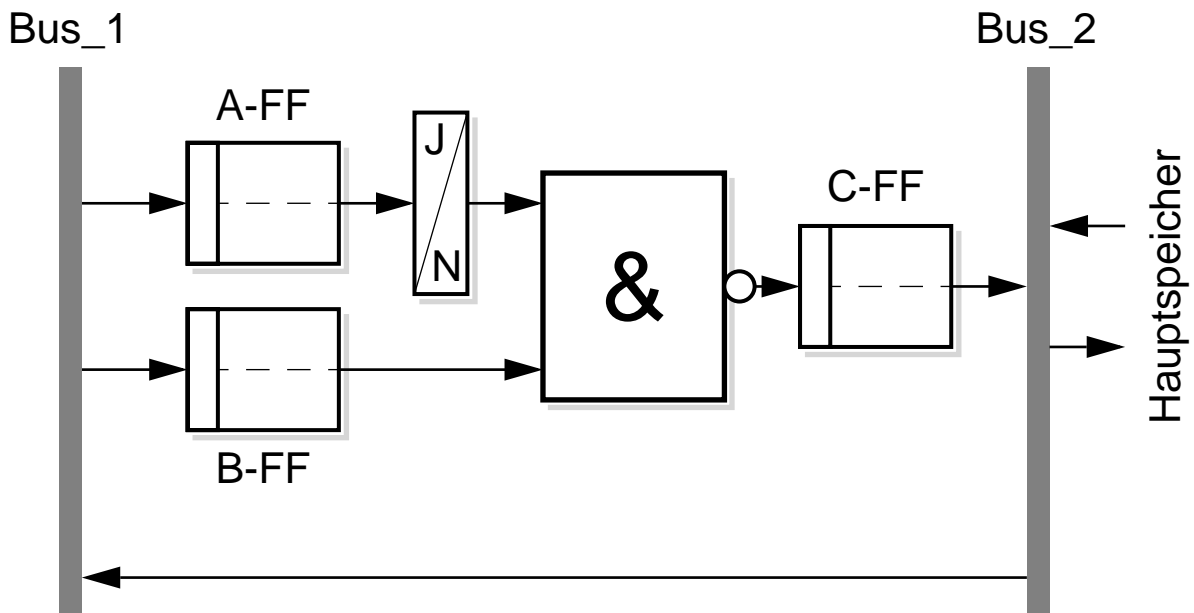 Bus_1
Bus_2
A-FF
J
N
&
C-FF
B-FF
Hauptspeicher